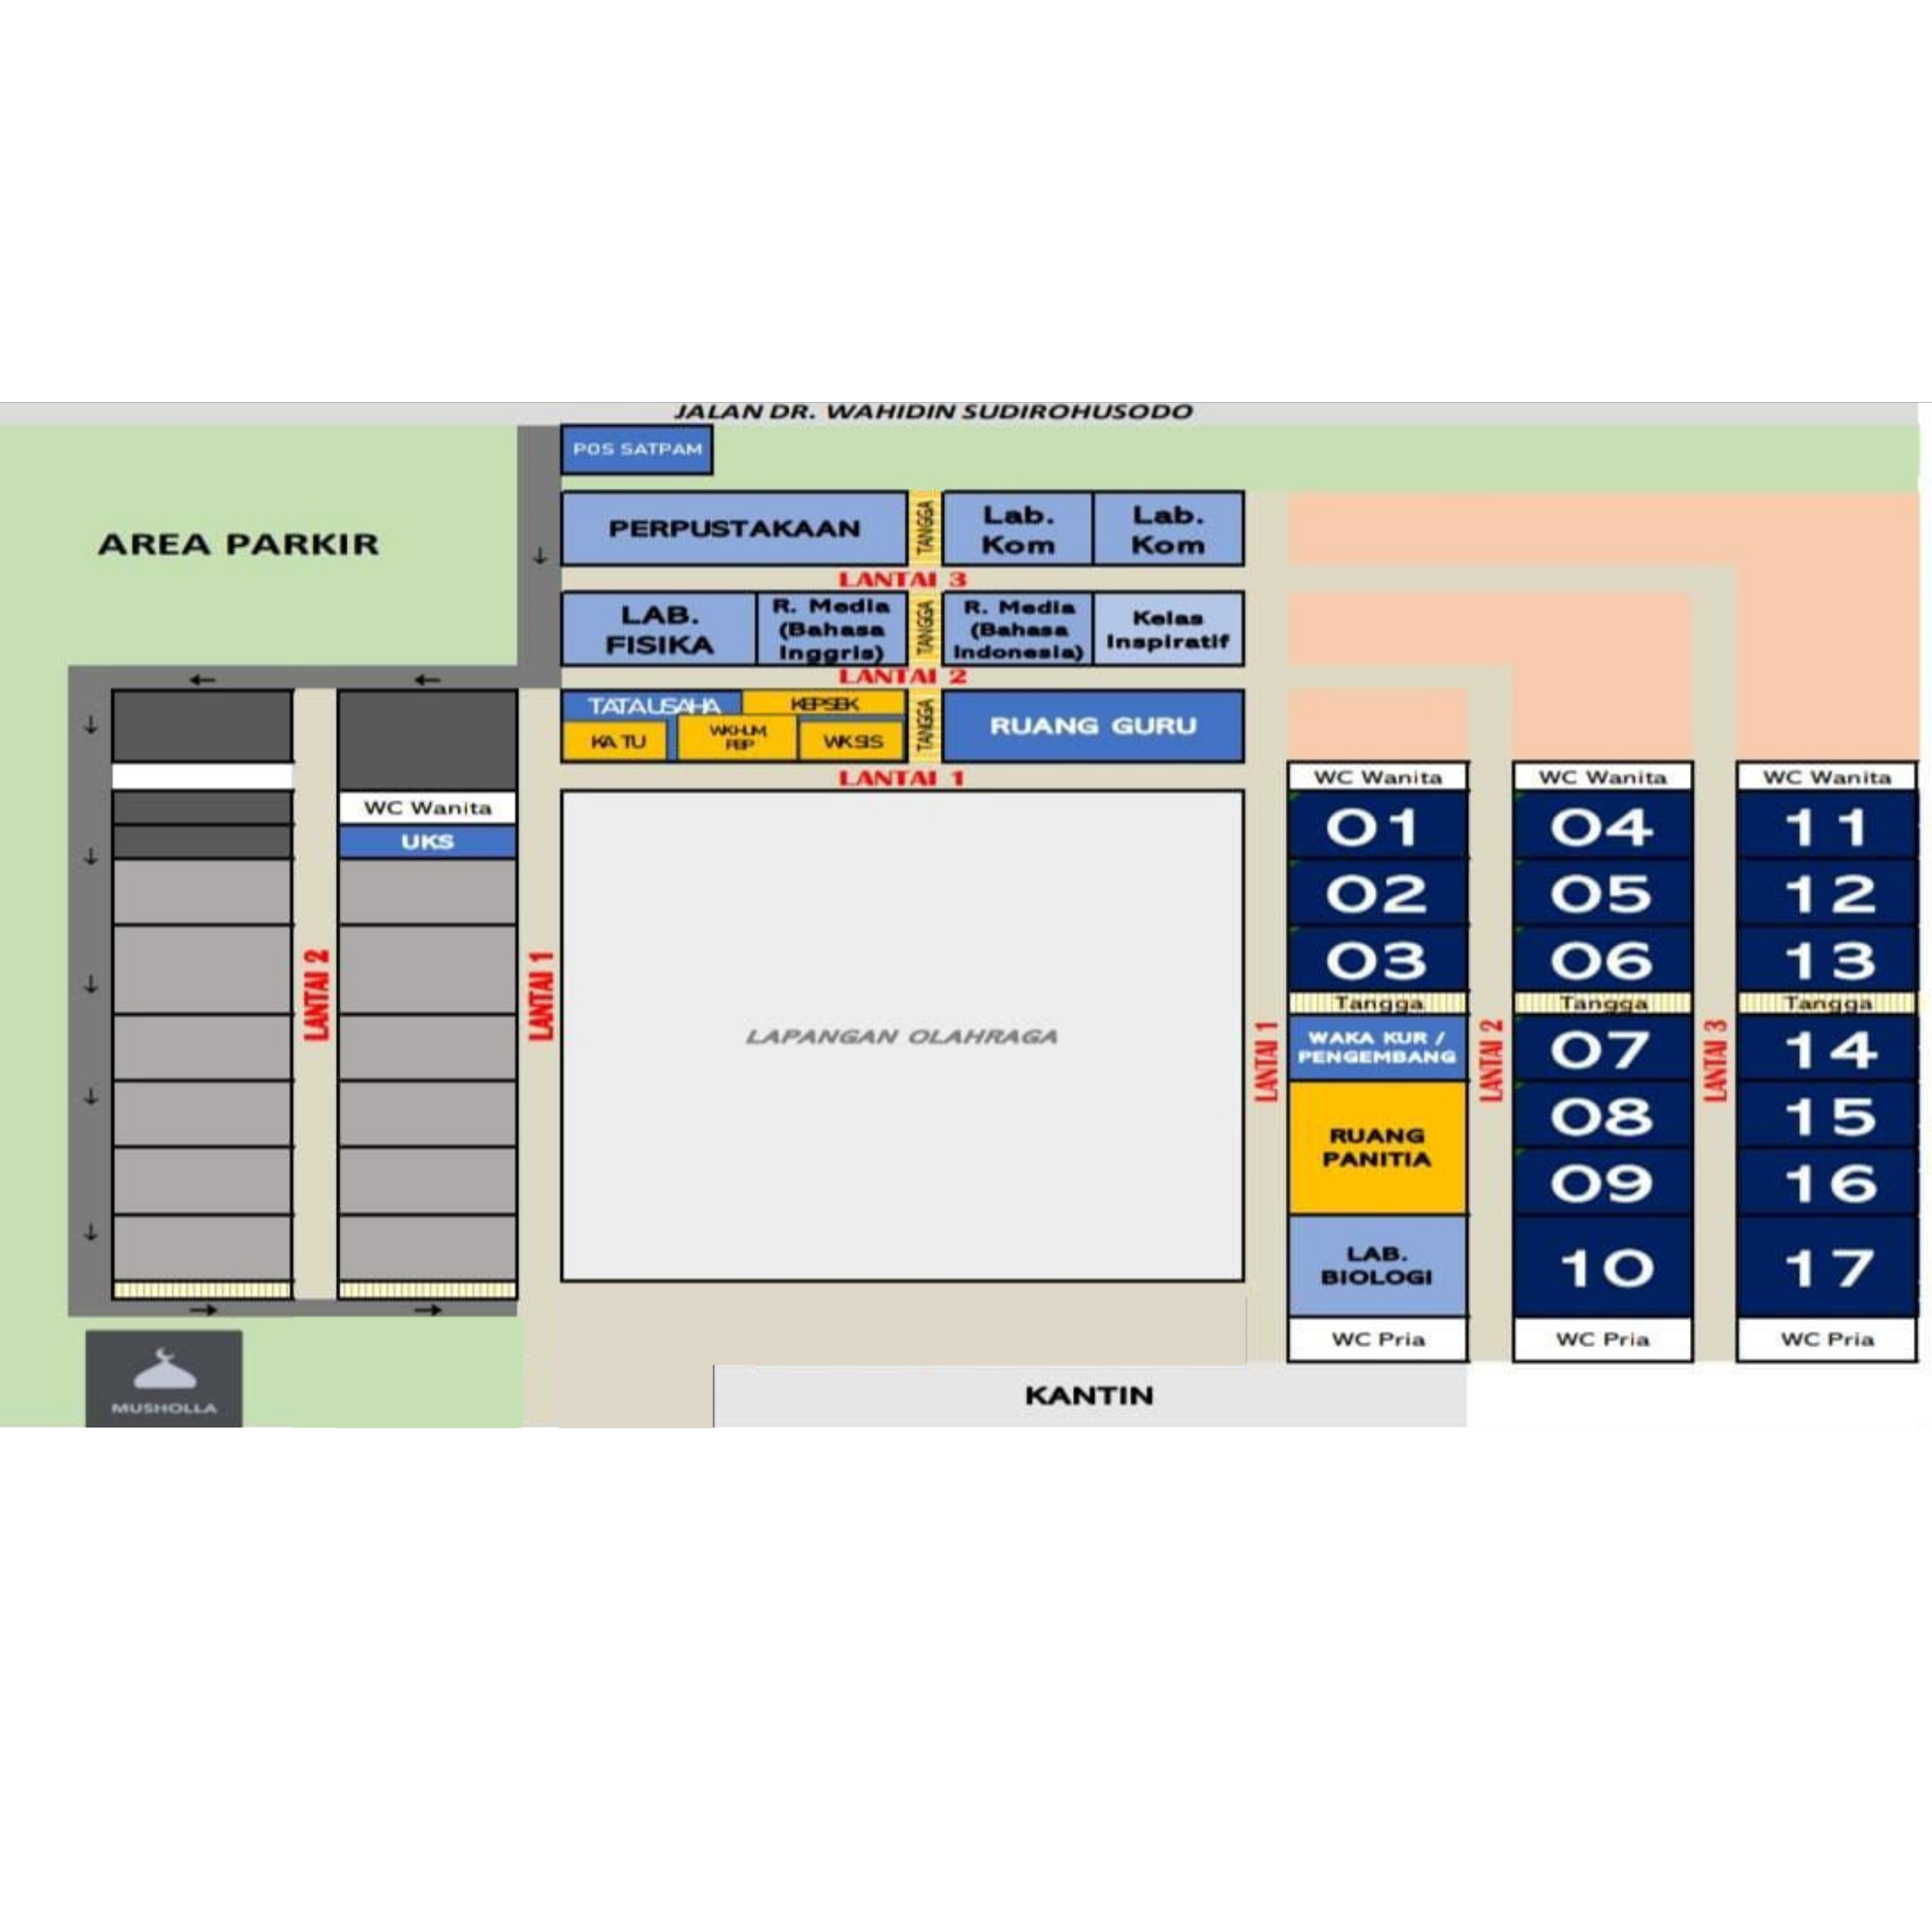 JALAN DR. WAHIDIN SUDIROHUSODO
POS SATPAM
AREA PARKIR
PERPUSTAKAAN
TANGGA
Lab.
Kom
Lab.
Kom
LANTAI 3
LAB.
FISIKA
R. Media
(Bahasa
Inggris)
TANGGA
R. Media
(Bahasa
Indonesia)
Kelas
Inspiratif
LANTAI 2
TATA USAHA
KEPSEK
KA TU
WKHUM
WKSIS
TANGGA
RUANG GURU
LANTAI 1
WC Wanita
UKS
LANTAI 2
LANTAI 1
LAPANGAN OLAHRAGA
LANTAI 1
WC Wanita
01
02
03
Tangga
WAKA KUR /
PENGEMBANG
RUANG
PANITIA
LAB.
BIOLOGI
WC Pria
LANTAI 2
WC Wanita
04
05
06
Tangga
07
08
09
10
WC Pria
LANTAI 3
WC Wanita
11
12
13
Tangga
14
15
16
17
WC Pria
MUSHOLLA
KANTIN